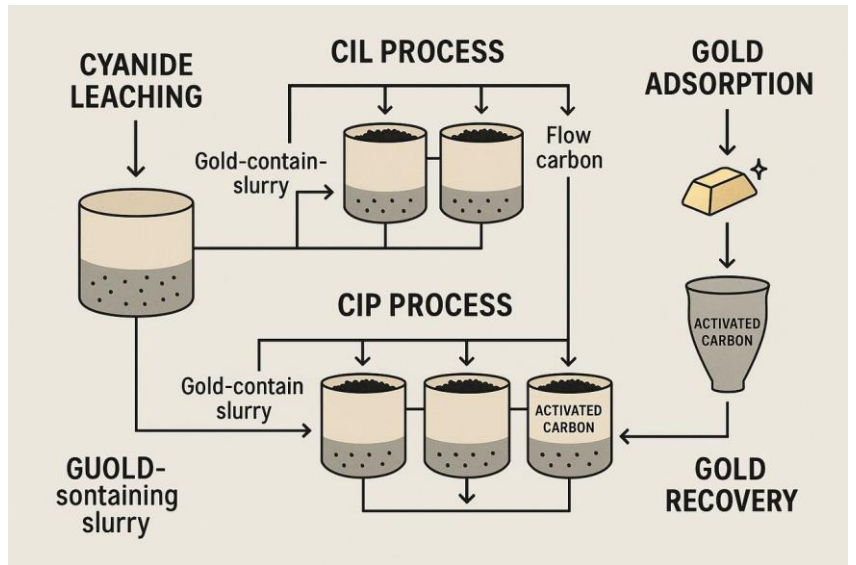 CYANIDE
LEACHING
CIL PROCESS
GOLD
ADSORPTION
Gold-contain-
slurry
Flow
carbon
ACTIVATED
CARBON
CIP PROCESS
Gold-contain
slurry
ACTIVATED
CARBON
GUOLD-
sontaining
slurry
GOLD
RECOVERY